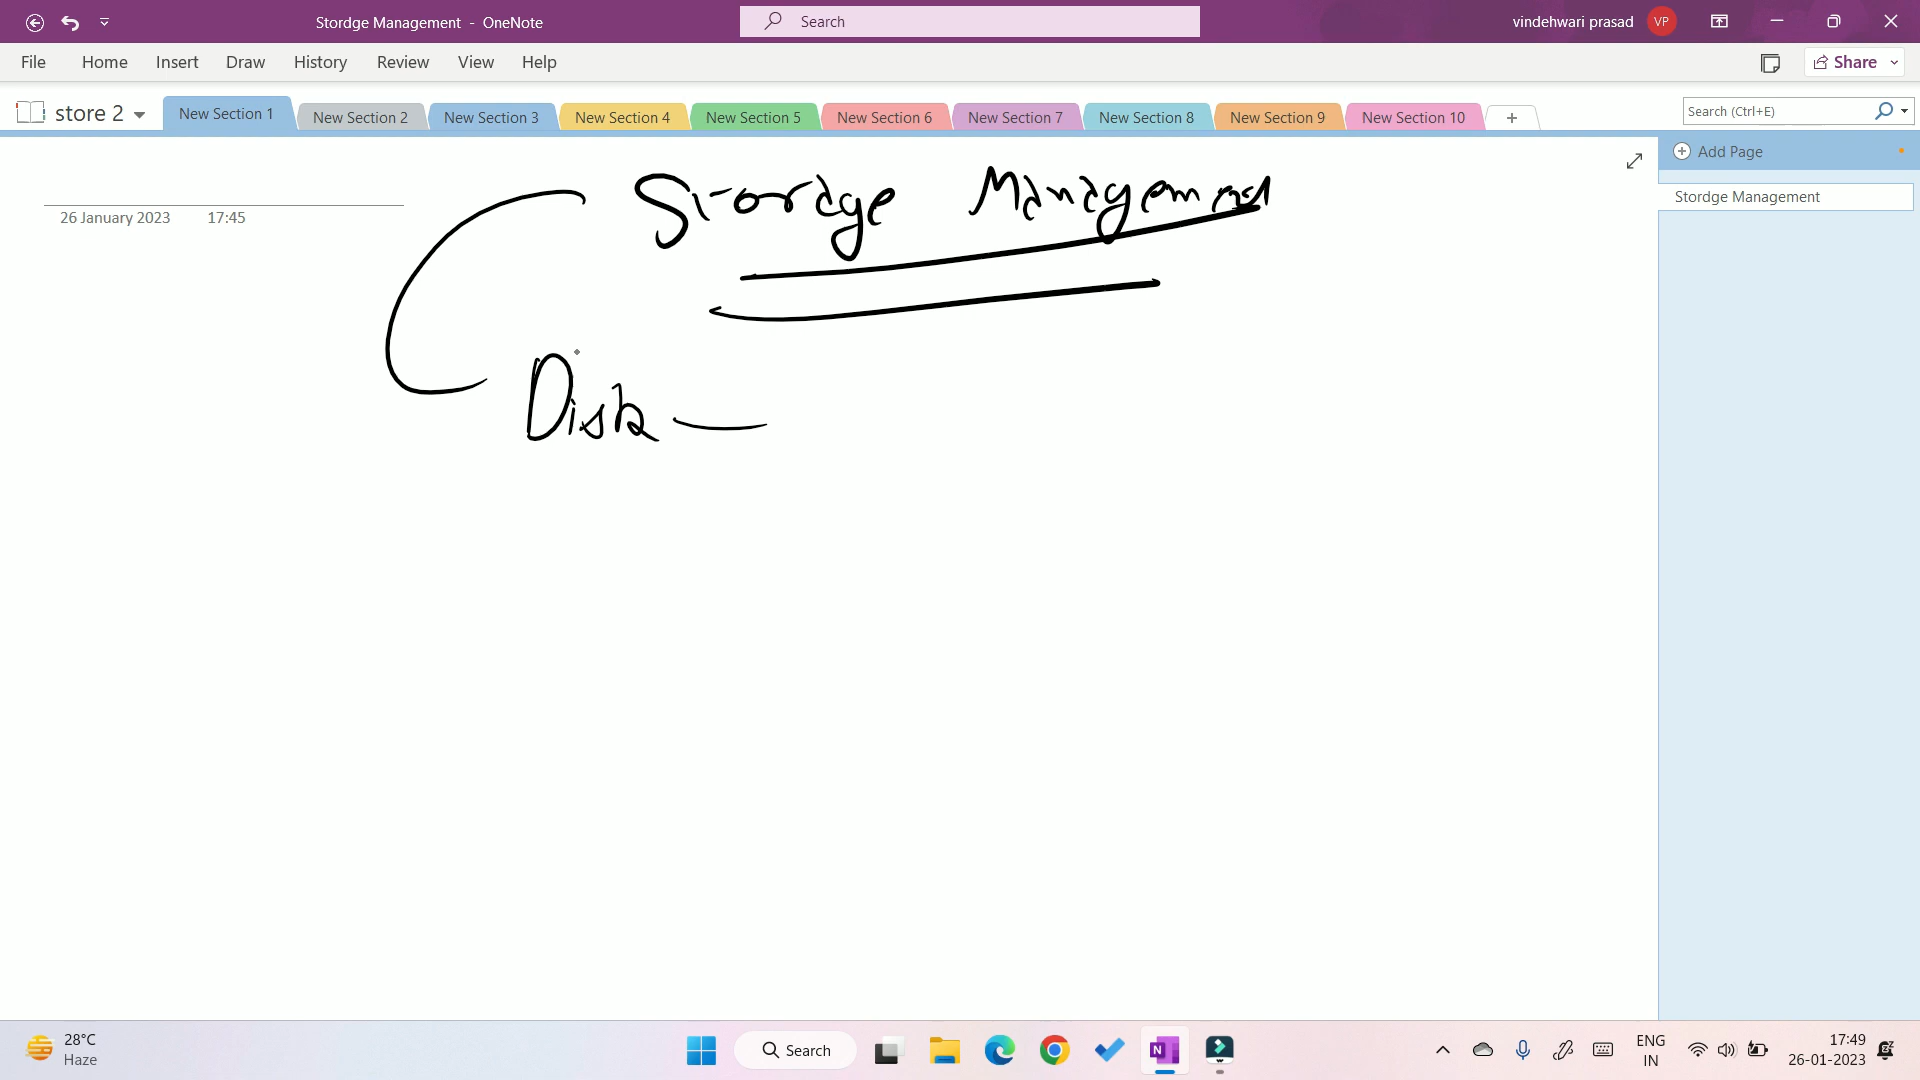 Stordge Management - OneNote
Search
vindehwari prasad
VP
File Home Insert Draw History Review View Help
Share
store 2
New Section 1
New Section 2
New Section 3
New Section 4
New Section 5
New Section 6
New Section 7
New Section 8
New Section 9
New Section 10
+
Search (Ctrl+E)
Add Page
Stordge Management
Stordge Management
26 January 2023 17:45
Disk
28°C
Haze
Search
ENG
IN
17:49
26-01-2023